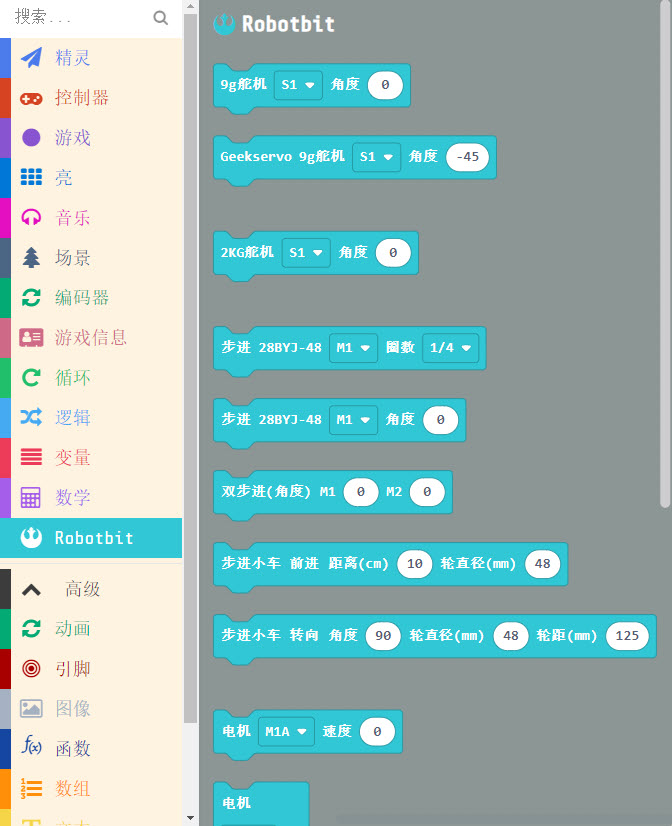 搜索...
精灵
控制器
游戏
亮
音乐
场景
编码器
游戏信息
循环
逻辑
变量
数学
Robotbit
高级
动画
引脚
图像
f(x) 函数
数组
文本
Robotbit
9g舵机 S1 角度 0
Geekservo 9g舵机 S1 角度 -45
2KG舵机 S1 角度 0
步进 28BYJ-48 M1 圈数 1/4
步进 28BYJ-48 M1 角度 0
双步进(角度) M1 0 M2 0
步进小车 前进 距离(cm) 10 轮直径(mm) 48
步进小车 转向 角度 90 轮直径(mm) 48 轮距(mm) 125
电机 M1A 速度 0
电机